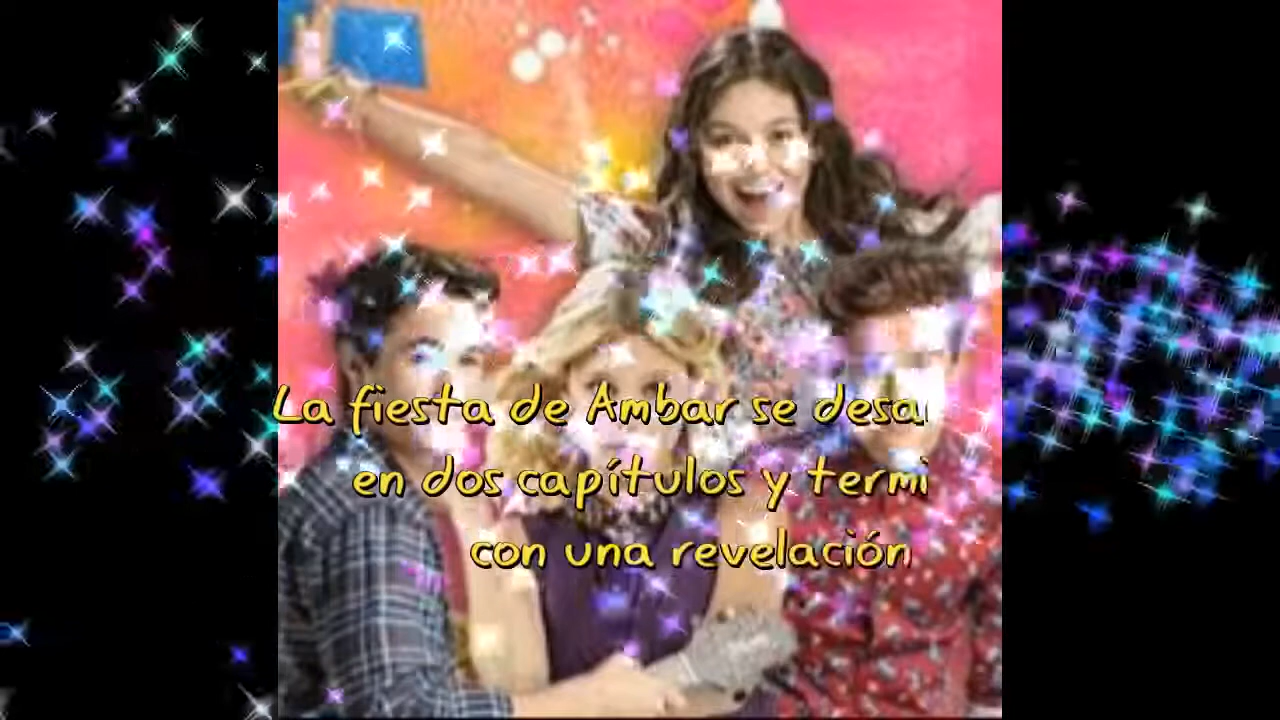 La fiesta de Ambar se desa
en dos capítulos y termi
con una revelación